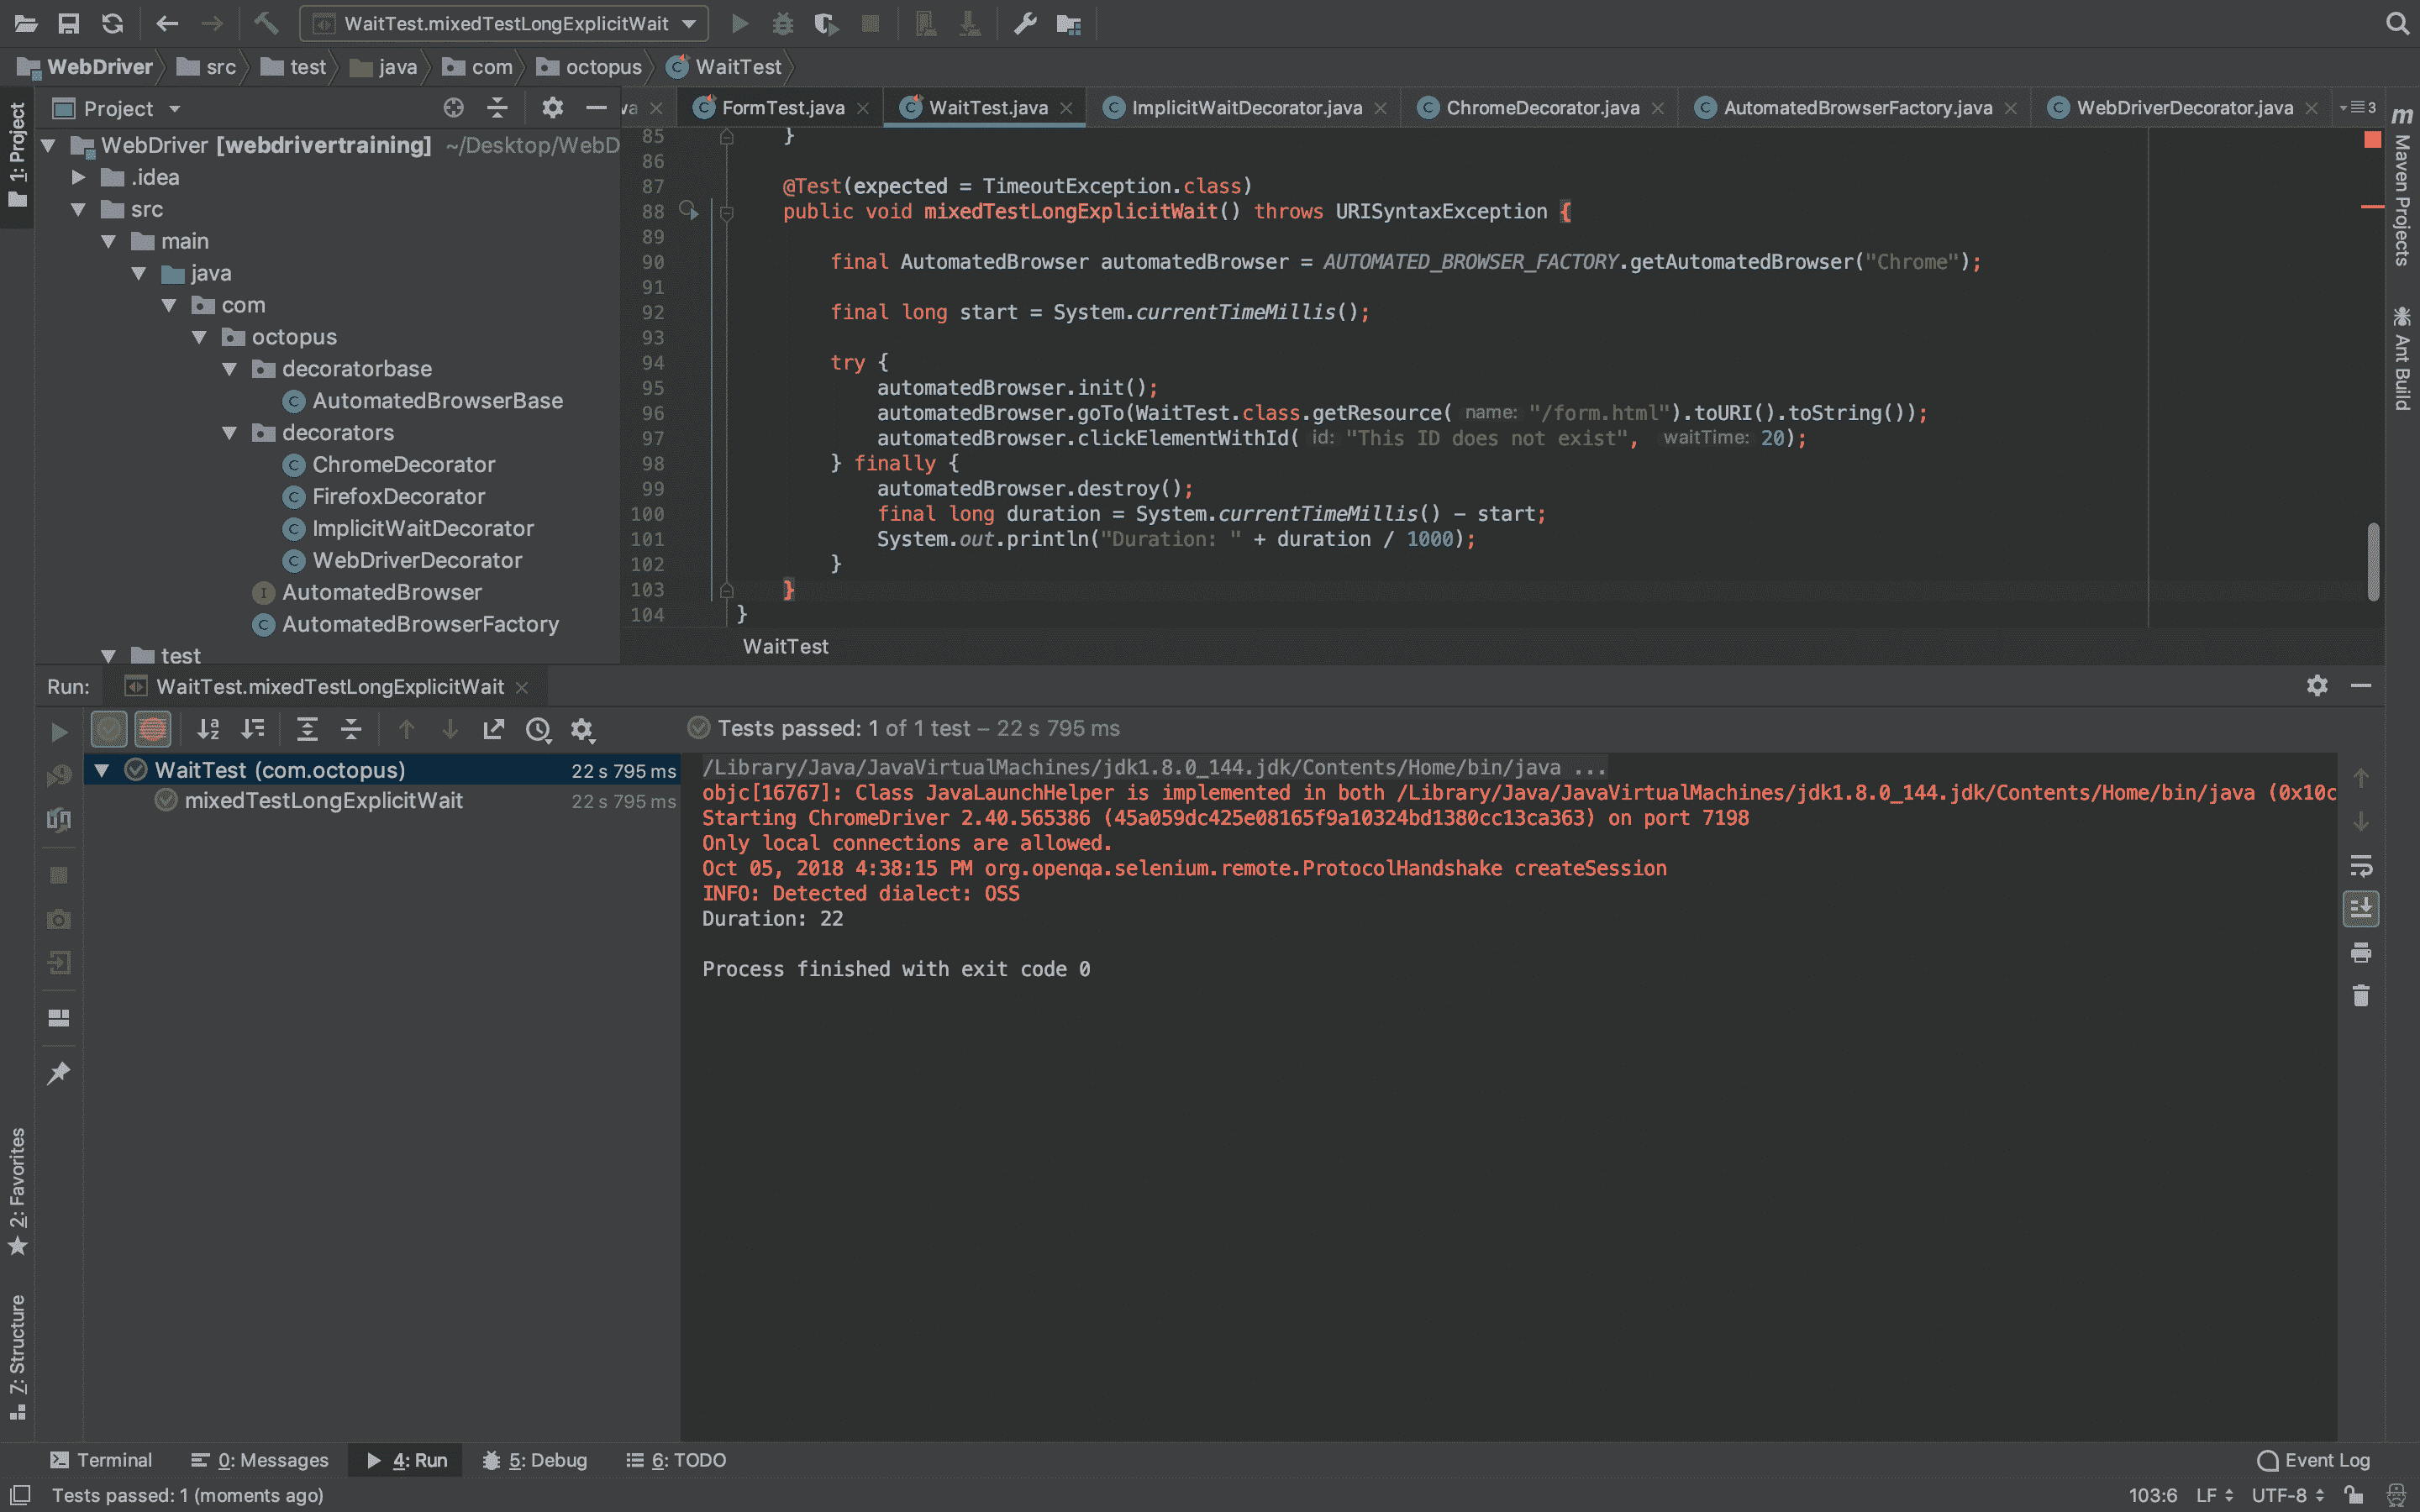 WaitTest.mixedTestLongExplicitWait
WebDriver src test java com octopus WaitTest
1: Project
Project
va FormTest.java WaitTest.java ImplicitWaitDecorator.java ChromeDecorator.java AutomatedBrowserFactory.java WebDriverDecorator.java 3
WebDriver [webdrivertraining] ~/Desktop/WebD
.idea
src
main
java
com
octopus
decoratorbase
AutomatedBrowserBase
decorators
ChromeDecorator
FirefoxDecorator
ImplicitWaitDecorator
WebDriverDecorator
AutomatedBrowser
AutomatedBrowserFactory
test
85 }
86
87 @Test(expected = TimeoutException.class)
88 public void mixedTestLongExplicitWait() throws URISyntaxException {
89
90 final AutomatedBrowser automatedBrowser = AUTOMATED_BROWSER_FACTORY.getAutomatedBrowser("Chrome");
91
92 final long start = System.currentTimeMillis();
93
94 try {
95 automatedBrowser.init();
96 automatedBrowser.goTo(WaitTest.class.getResource( name: "/form.html").toURI().toString());
97 automatedBrowser.clickElementWithId( id: "This ID does not exist", waitTime: 20);
98 } finally {
99 automatedBrowser.destroy();
100 final long duration = System.currentTimeMillis() - start;
101 System.out.println("Duration: " + duration / 1000);
102 }
103 }
104 }
WaitTest
m Maven Projects
Ant Build
Run: WaitTest.mixedTestLongExplicitWait
Tests passed: 1 of 1 test – 22 s 795 ms
WaitTest (com.octopus) 22 s 795 ms
mixedTestLongExplicitWait 22 s 795 ms
/Library/Java/JavaVirtualMachines/jdk1.8.0_144.jdk/Contents/Home/bin/java ...
objc[16767]: Class JavaLaunchHelper is implemented in both /Library/Java/JavaVirtualMachines/jdk1.8.0_144.jdk/Contents/Home/bin/java (0x10c
Starting ChromeDriver 2.40.565386 (45a059dc425e08165f9a10324bd1380cc13ca363) on port 7198
Only local connections are allowed.
Oct 05, 2018 4:38:15 PM org.openqa.selenium.remote.ProtocolHandshake createSession
INFO: Detected dialect: OSS
Duration: 22
Process finished with exit code 0
2: Favorites
7: Structure
Terminal 0: Messages 4: Run 5: Debug 6: TODO Event Log
Tests passed: 1 (moments ago) 103:6 LF UTF-8